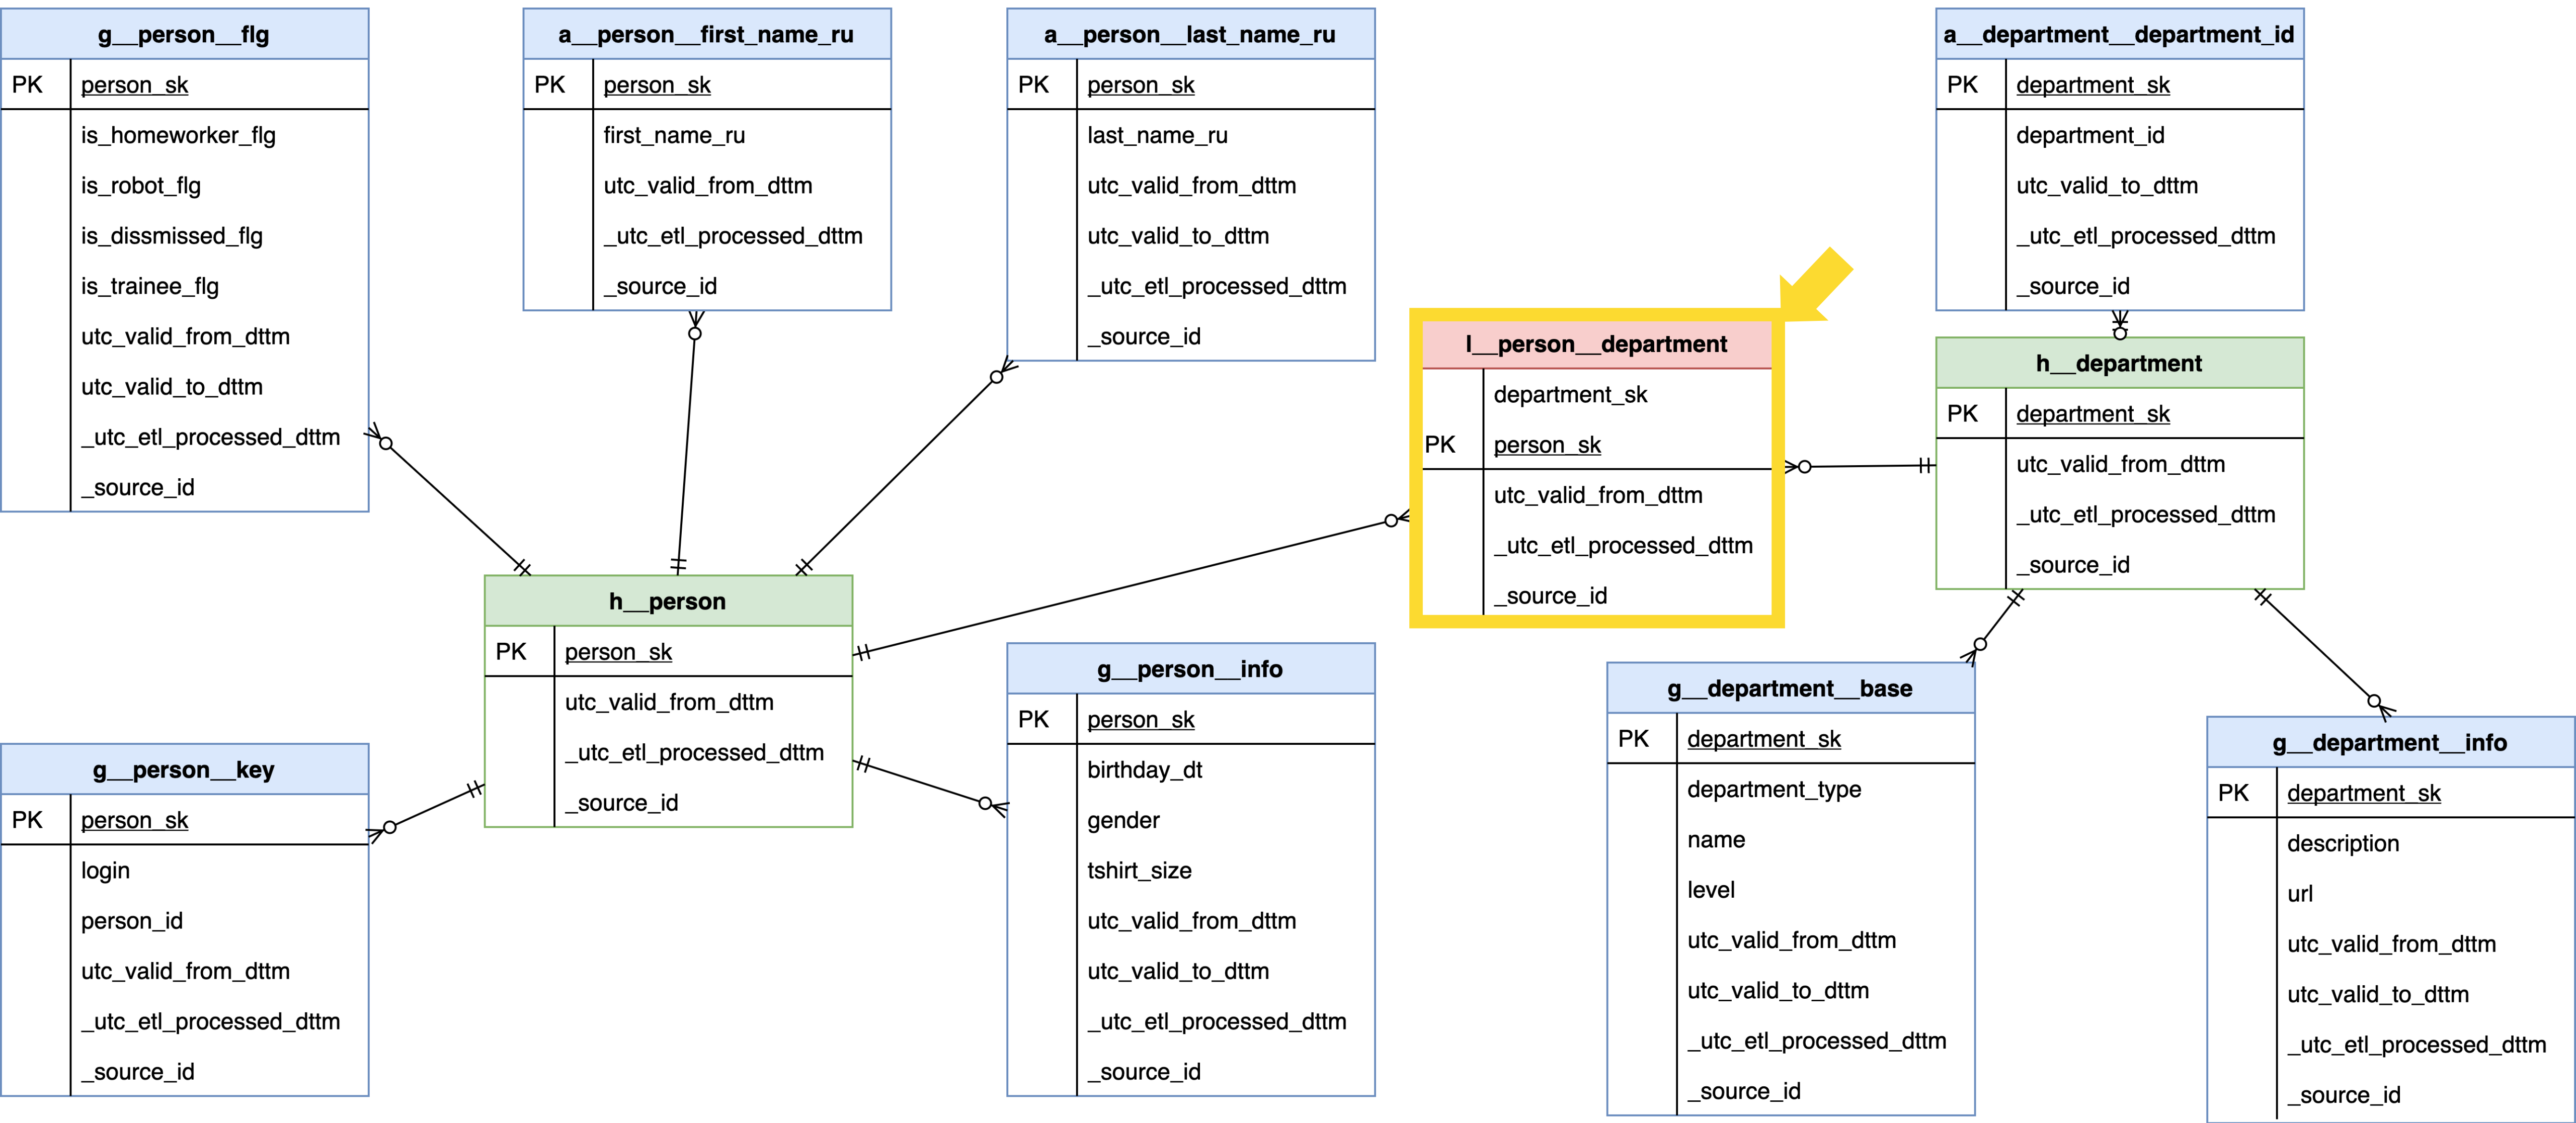 g__person__flg
PK person_sk
is_homeworker_flg
is_robot_flg
is_dissmissed_flg
is_trainee_flg
utc_valid_from_dttm
utc_valid_to_dttm
_utc_etl_processed_dttm
_source_id
a__person__first_name_ru
PK person_sk
first_name_ru
utc_valid_from_dttm
_utc_etl_processed_dttm
_source_id
a__person__last_name_ru
PK person_sk
last_name_ru
utc_valid_from_dttm
utc_valid_to_dttm
_utc_etl_processed_dttm
_source_id
a__department__department_id
PK department_sk
department_id
utc_valid_to_dttm
_utc_etl_processed_dttm
_source_id
l__person__department
department_sk
PK person_sk
utc_valid_from_dttm
_utc_etl_processed_dttm
_source_id
h__department
PK department_sk
utc_valid_from_dttm
_utc_etl_processed_dttm
_source_id
h__person
PK person_sk
utc_valid_from_dttm
_utc_etl_processed_dttm
_source_id
g__person__key
PK person_sk
login
person_id
utc_valid_from_dttm
_utc_etl_processed_dttm
_source_id
g__person__info
PK person_sk
birthday_dt
gender
tshirt_size
utc_valid_from_dttm
utc_valid_to_dttm
_utc_etl_processed_dttm
_source_id
g__department__base
PK department_sk
department_type
name
level
utc_valid_from_dttm
utc_valid_to_dttm
_utc_etl_processed_dttm
_source_id
g__department__info
PK department_sk
description
url
utc_valid_from_dttm
utc_valid_to_dttm
_utc_etl_processed_dttm
_source_id